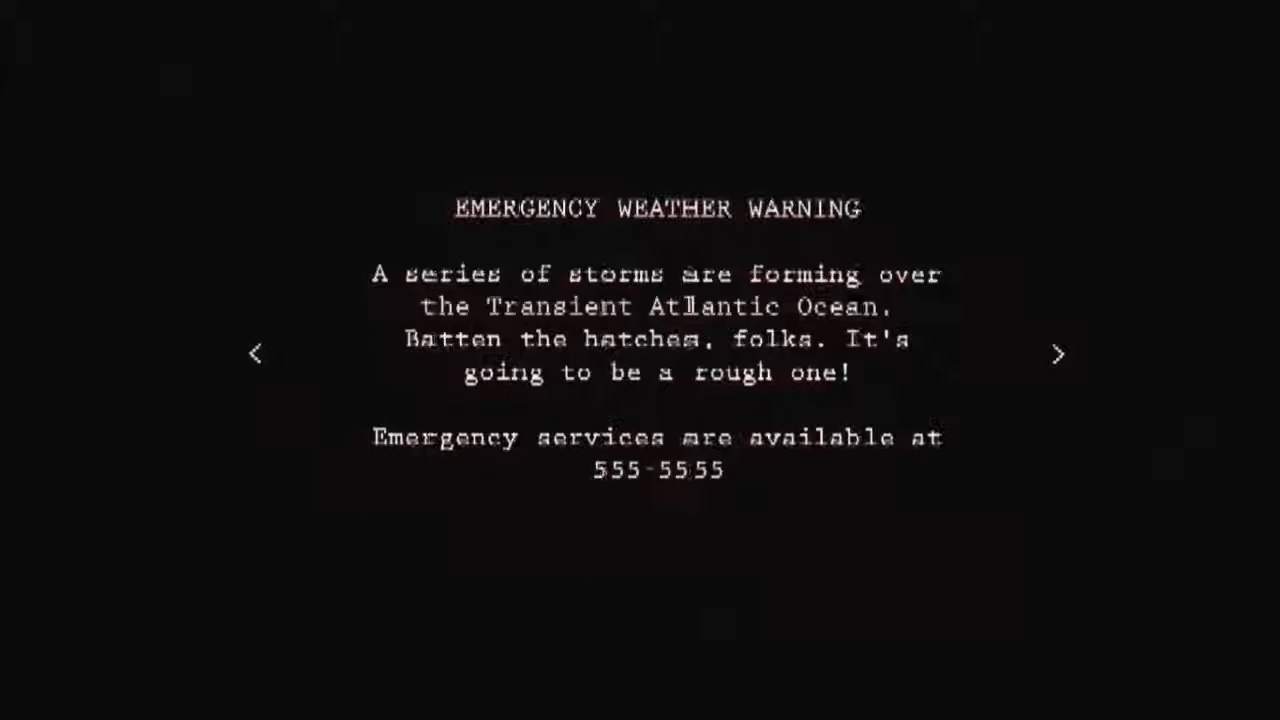 EMERGENCY WEATHER WARNING
A series of storms are forming over
the Transient Atlantic Ocean.
Batten the hatches, folks. It's
< >
going to be a rough one!
Emergency services are available at
555-5555